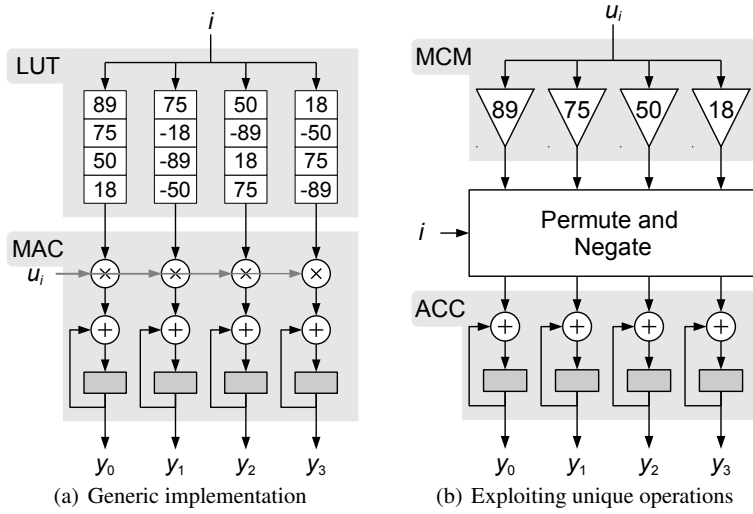 i
LUT
89 75 50 18
75 -18 -89 -50
50 -89 18 75
18 -50 75 -89
MAC
u_i
× × × ×
+ + + +
y_0 y_1 y_2 y_3
(a) Generic implementation
u_i
MCM
89 75 50 18
i
Permute and
Negate
ACC
+ + + +
y_0 y_1 y_2 y_3
(b) Exploiting unique operations